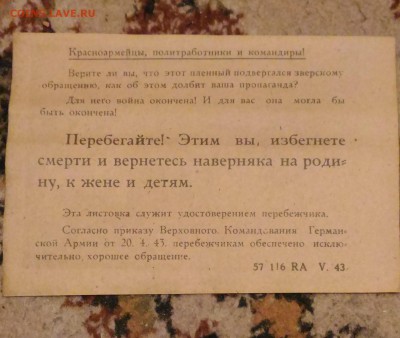 Красноармейцы, политработники и командиры!
Верите ли вы, что этот пленный подвергался зверскому
обращению, как об этом долбит ваша пропаганда?
Для него война окончена! И для вас она могла бы
быть окончена!
Перебегайте! Этим вы, избегнете
смерти и вернетесь наверняка на роди=
ну, к жене и детям.
Эта листовка служит удостоверением перебежчика.
Согласно приказу Верховного Командования Герман-
ской Армии от 20. 4. 43. перебежчикам обеспечено исклю-
чительно, хорошее обращение.
57 116 RA V. 43